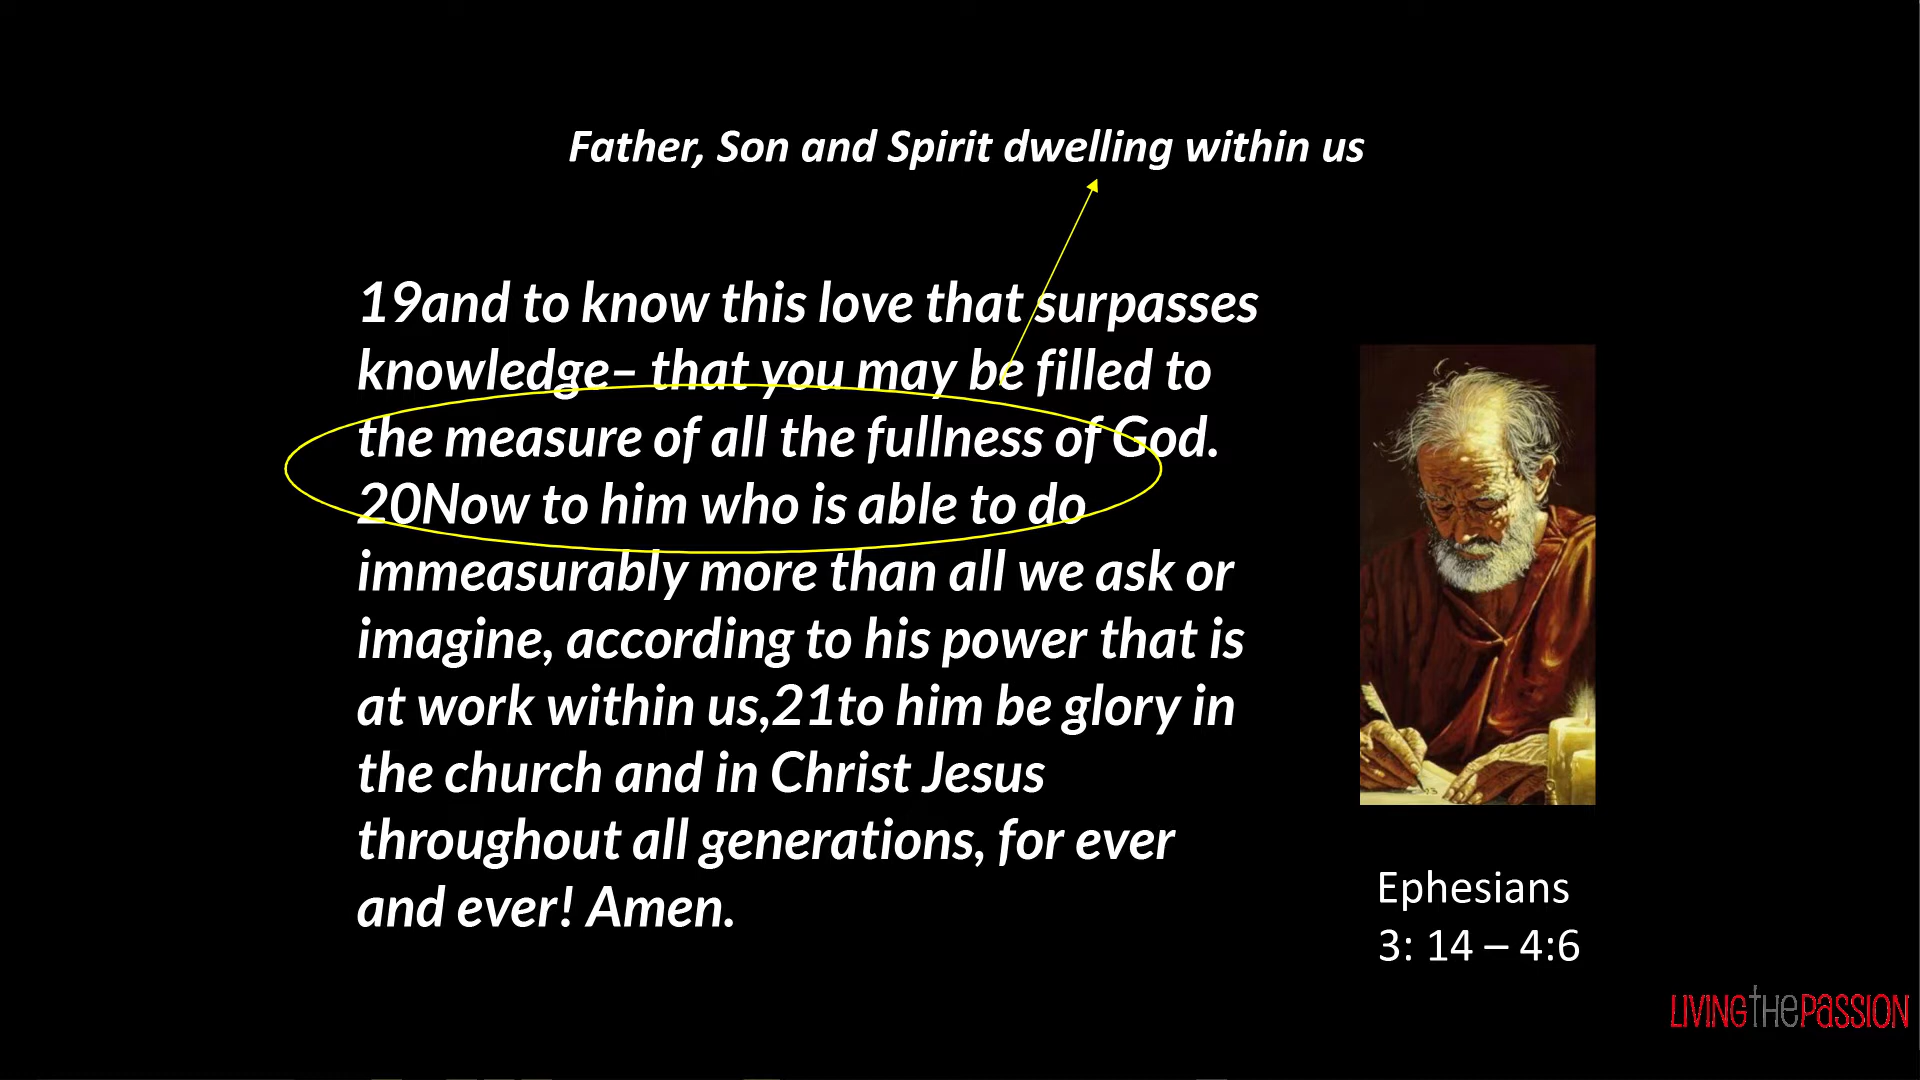 Father, Son and Spirit dwelling within us
19and to know this love that surpasses
knowledge– that you may be filled to
the measure of all the fullness of God.
20Now to him who is able to do
immeasurably more than all we ask or
imagine, according to his power that is
at work within us,21to him be glory in
the church and in Christ Jesus
throughout all generations, for ever
and ever! Amen.
Ephesians
3: 14 – 4:6
LIVINGthePASSION